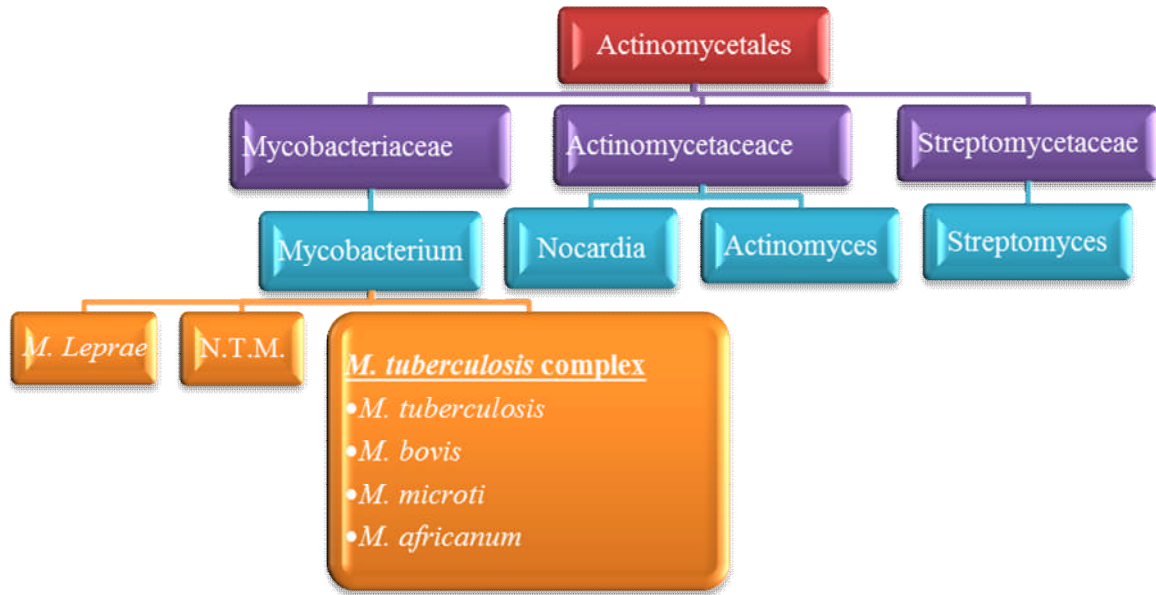 Actinomycetales
Mycobacteriaceae
Actinomycetaceace
Streptomycetaceae
Mycobacterium
Nocardia
Actinomyces
Streptomyces
M. Leprae
N.T.M.
M. tuberculosis complex
•M. tuberculosis
•M. bovis
•M. microti
•M. africanum